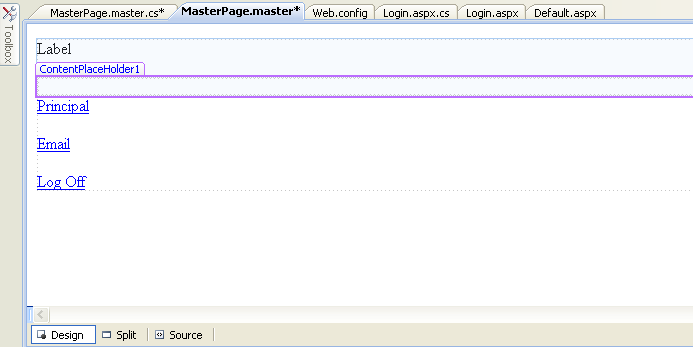 MasterPage.master.cs* MasterPage.master* Web.config Login.aspx.cs Login.aspx Default.aspx
Toolbox
Label
ContentPlaceHolder1
Principal
Email
Log Off
Design Split Source